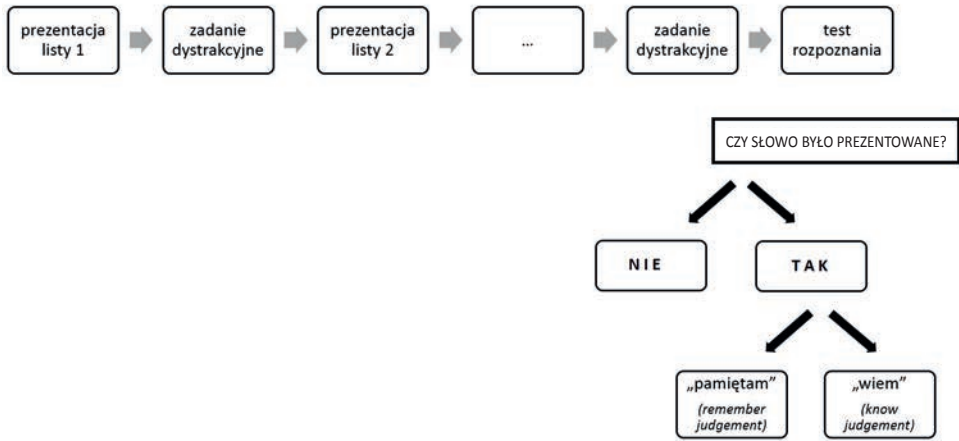 prezentacja
listy 1
zadanie
dystrakcyjne
prezentacja
listy 2
...
zadanie
dystrakcyjne
test
rozpoznania
CZY SŁOWO BYŁO PREZENTOWANE?
NIE
TAK
„pamiętam”
(remember
judgement)
„wiem”
(know
judgement)